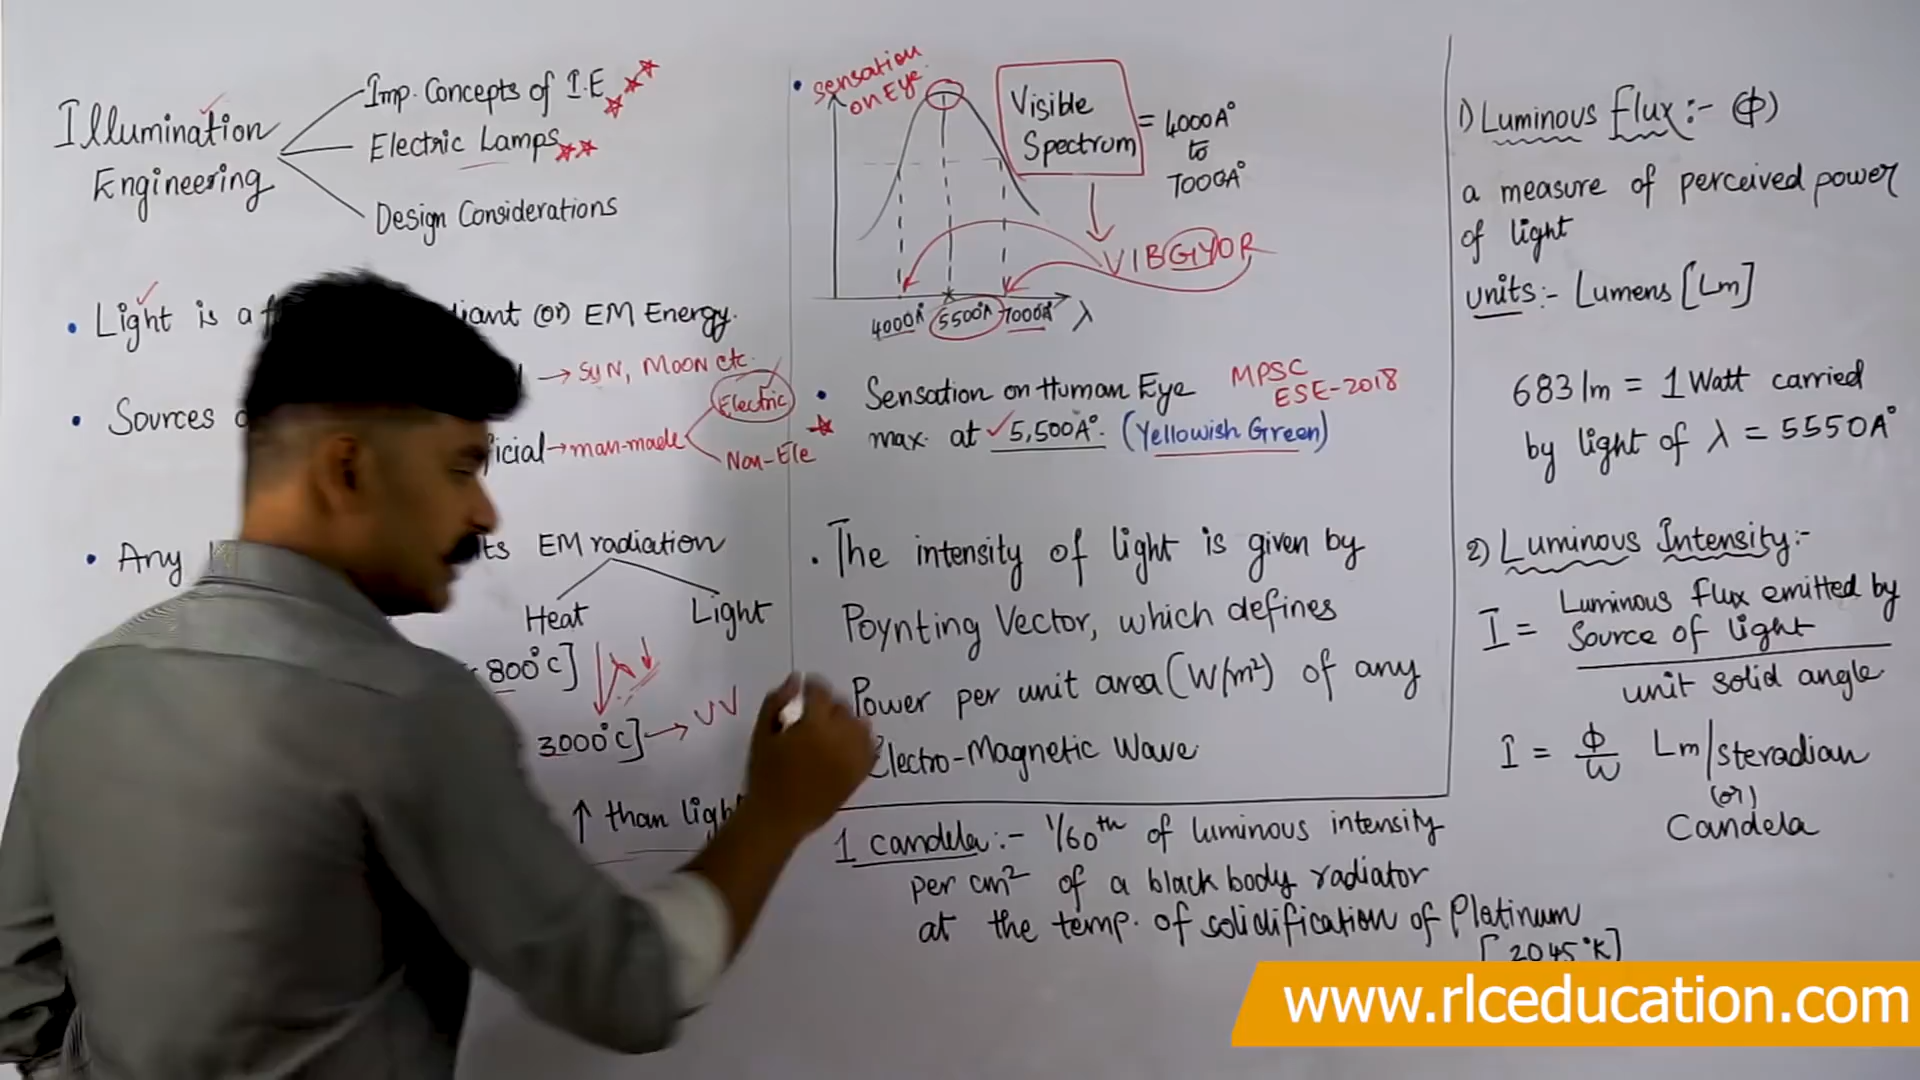 Illumination
Engineering
Imp. Concepts of I.E
Electric Lamps
Design Considerations
Light is a
(or) EM Energy.
→ SUN, MOON etc.
Sources
→ man-made
Electric
Non-Ele
Any
EM radiation
Heat
Light
800°C]
λ↓
3000°C] → UV
↑ than light
Sensation
on Eye
4000A° 5500A° 7000A° λ
Visible
Spectrum
= 4000A°
to
7000A°
VIBGYOR
Sensation on Human Eye
max. at 5,500A°. (Yellowish Green)
MPSC
ESE-2018
The intensity of light is given by
Poynting Vector, which defines
Power per unit area (W/m²) of any
Electro-Magnetic Wave
1 candela:- 1/60th of luminous intensity
per cm² of a black body radiator
at the temp. of solidification of Platinum
[2045°K]
1) Luminous flux:- (ϕ)
a measure of perceived power
of light
units:- Lumens [Lm]
683 lm = 1 Watt carried
by light of λ = 5550A°
2) Luminous Intensity:-
I = Luminous flux emitted by
Source of light
unit solid angle
I = ϕ/ω Lm/steradian
(or)
Candela
www.rlceducation.com